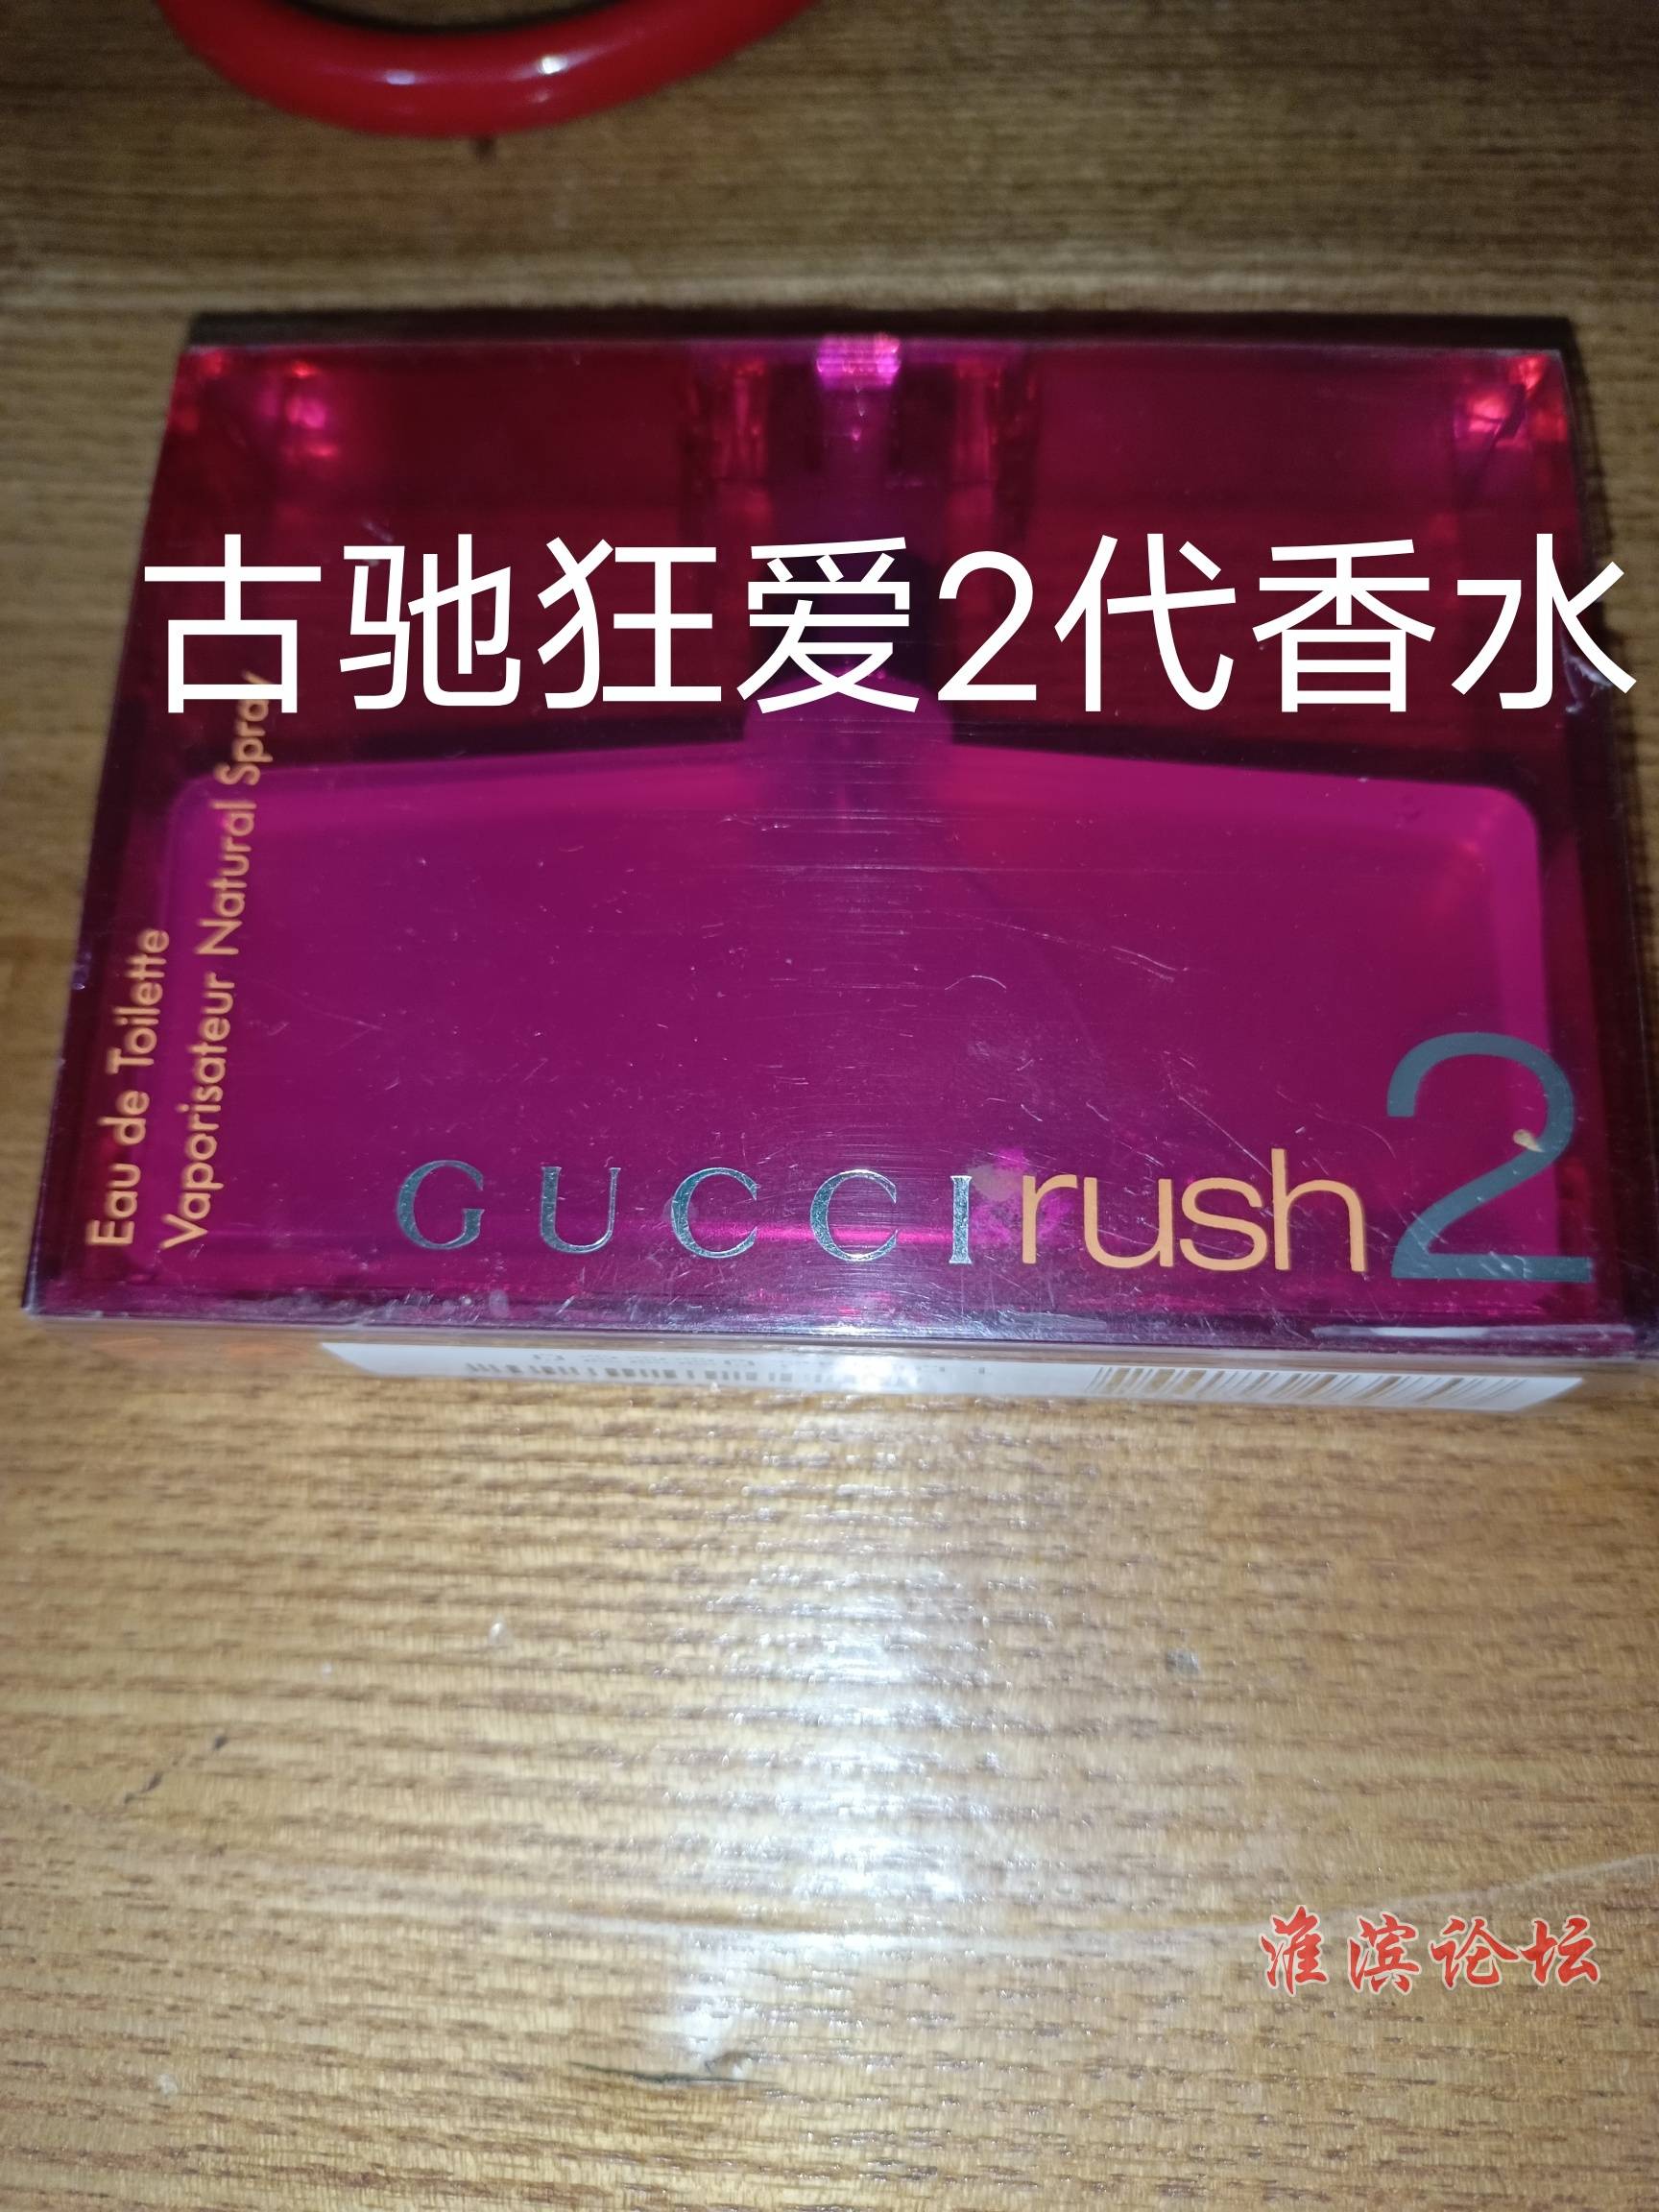 古驰狂爱2代香水
Eau de Toilette
Vaporisateur Natural Spray
GUCCI rush 2
淮滨论坛